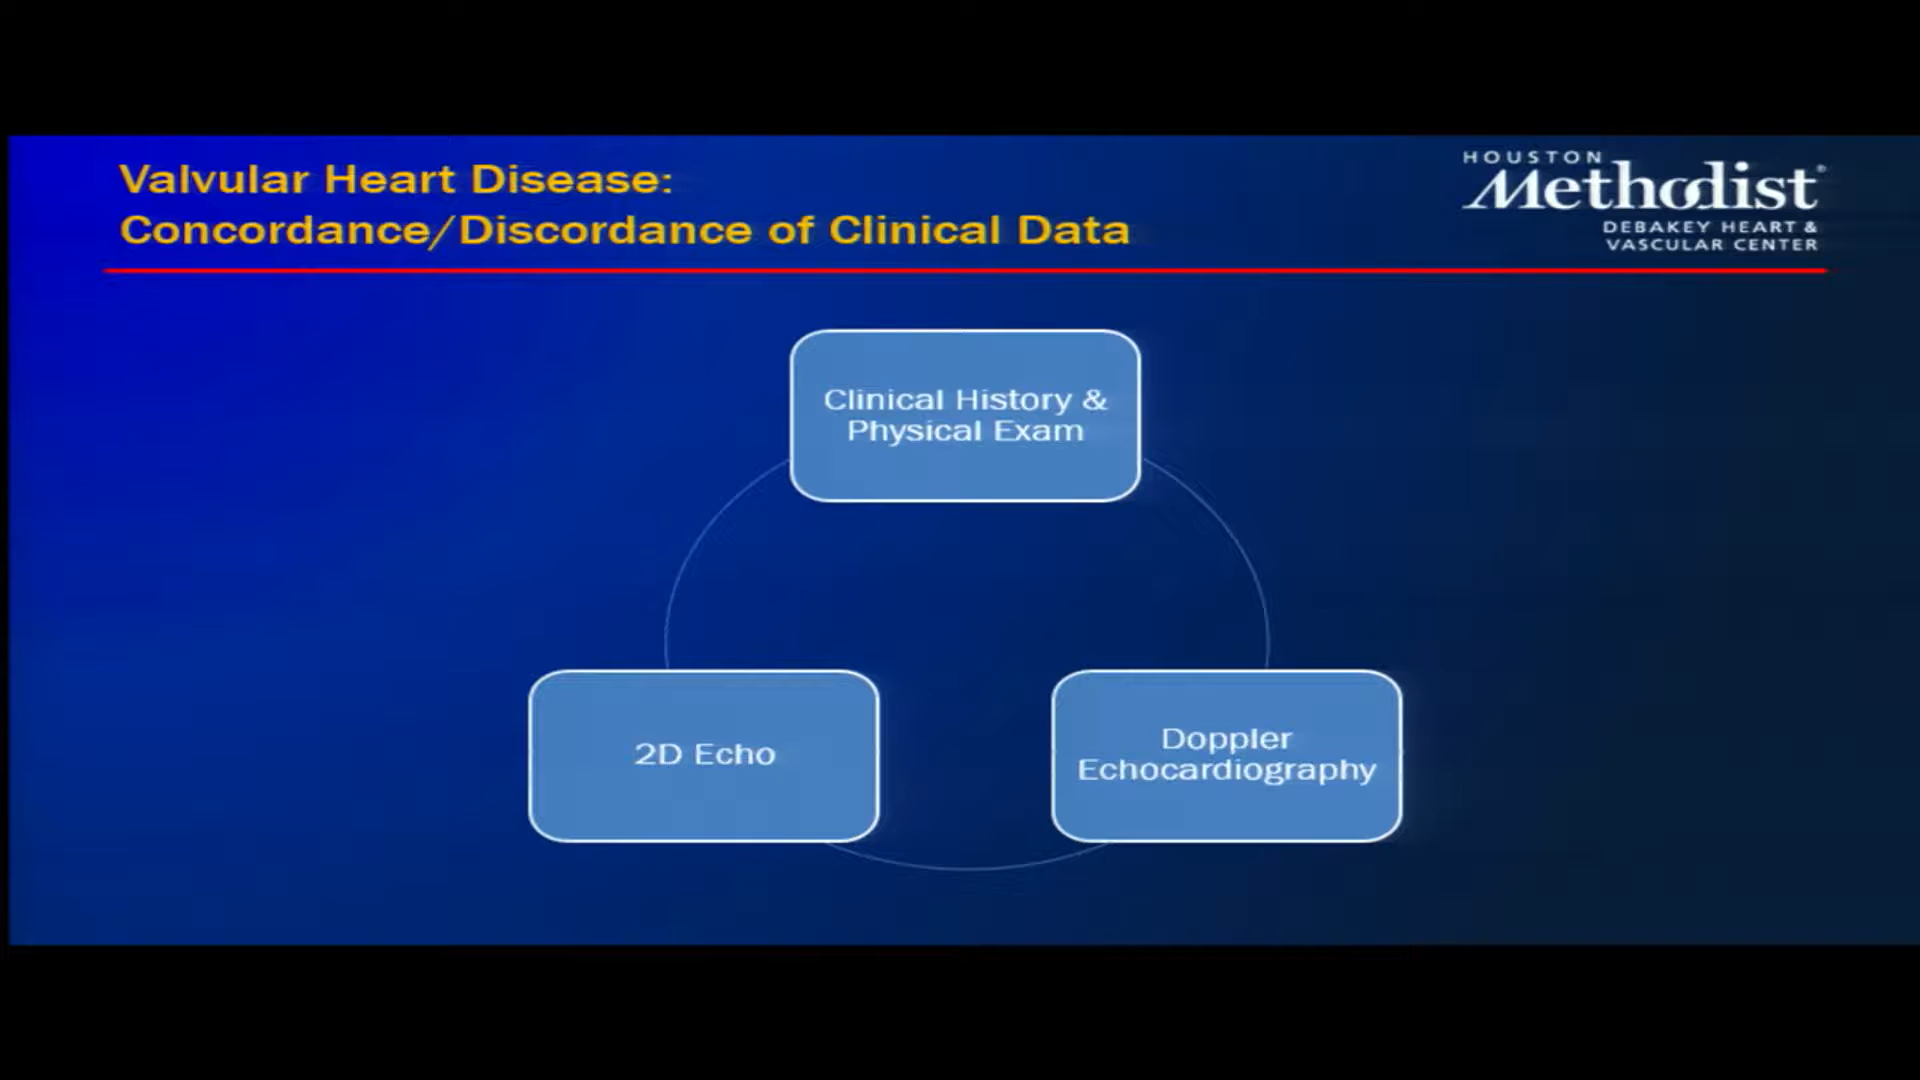 Valvular Heart Disease:
Concordance/Discordance of Clinical Data
HOUSTON
Methodist®
DEBAKEY HEART &
VASCULAR CENTER
Clinical History &
Physical Exam
2D Echo
Doppler
Echocardiography